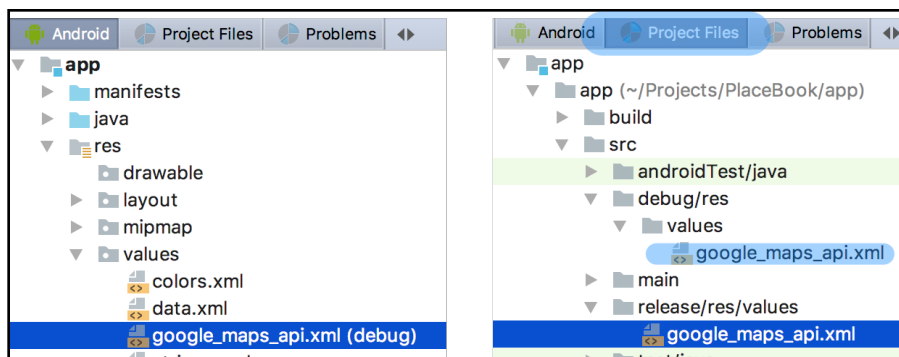 Android Project Files Problems
app
manifests
java
res
drawable
layout
mipmap
values
colors.xml
data.xml
google_maps_api.xml (debug)
Android Project Files Problems
app
app (~/Projects/PlaceBook/app)
build
src
androidTest/java
debug/res
values
google_maps_api.xml
main
release/res/values
google_maps_api.xml